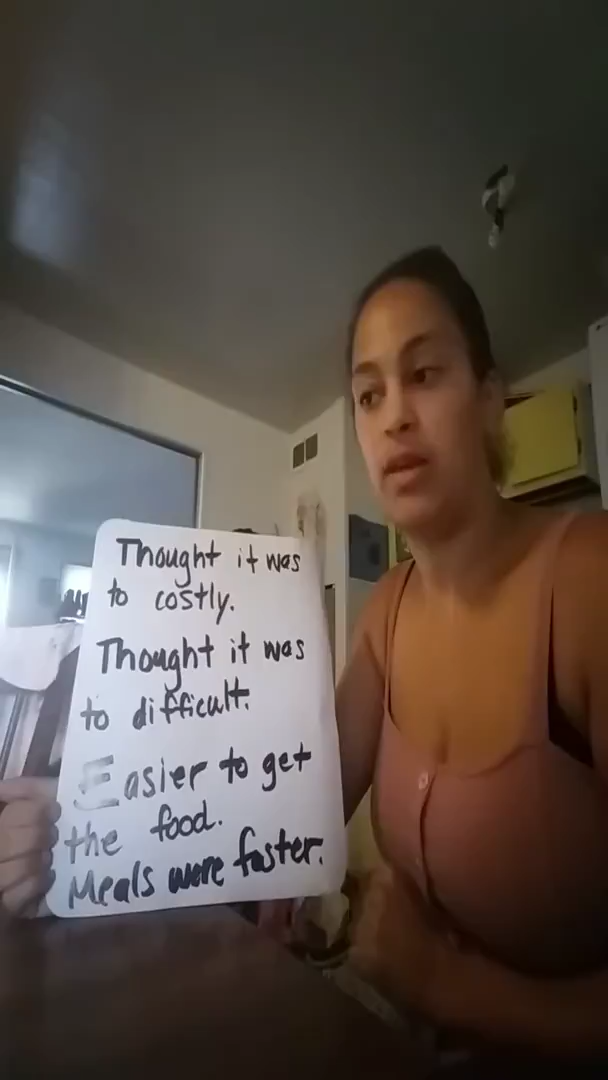 Thought it was
to costly.
Thought it was
to difficult.
Easier to get
the food.
Meals were faster.